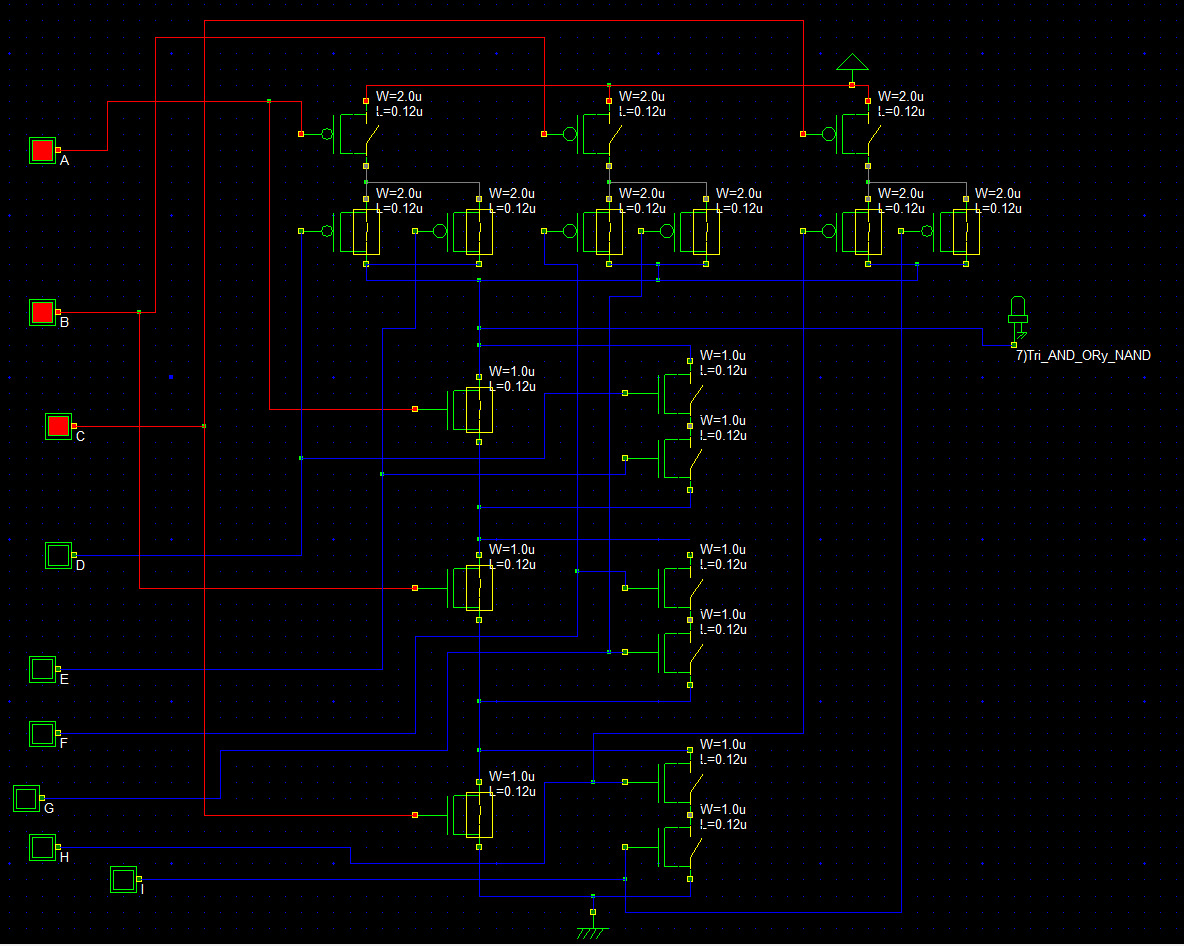 W=2.0u
L=0.12u
W=2.0u
L=0.12u
W=2.0u
L=0.12u
A
W=2.0u
L=0.12u
W=2.0u
L=0.12u
W=2.0u
L=0.12u
W=2.0u
L=0.12u
W=2.0u
L=0.12u
W=2.0u
L=0.12u
B
7)Tri_AND_ORy_NAND
W=1.0u
L=0.12u
W=1.0u
L=0.12u
W=1.0u
L=0.12u
C
D
W=1.0u
L=0.12u
W=1.0u
L=0.12u
W=1.0u
L=0.12u
E
F
W=1.0u
L=0.12u
W=1.0u
L=0.12u
G
W=1.0u
L=0.12u
H
I